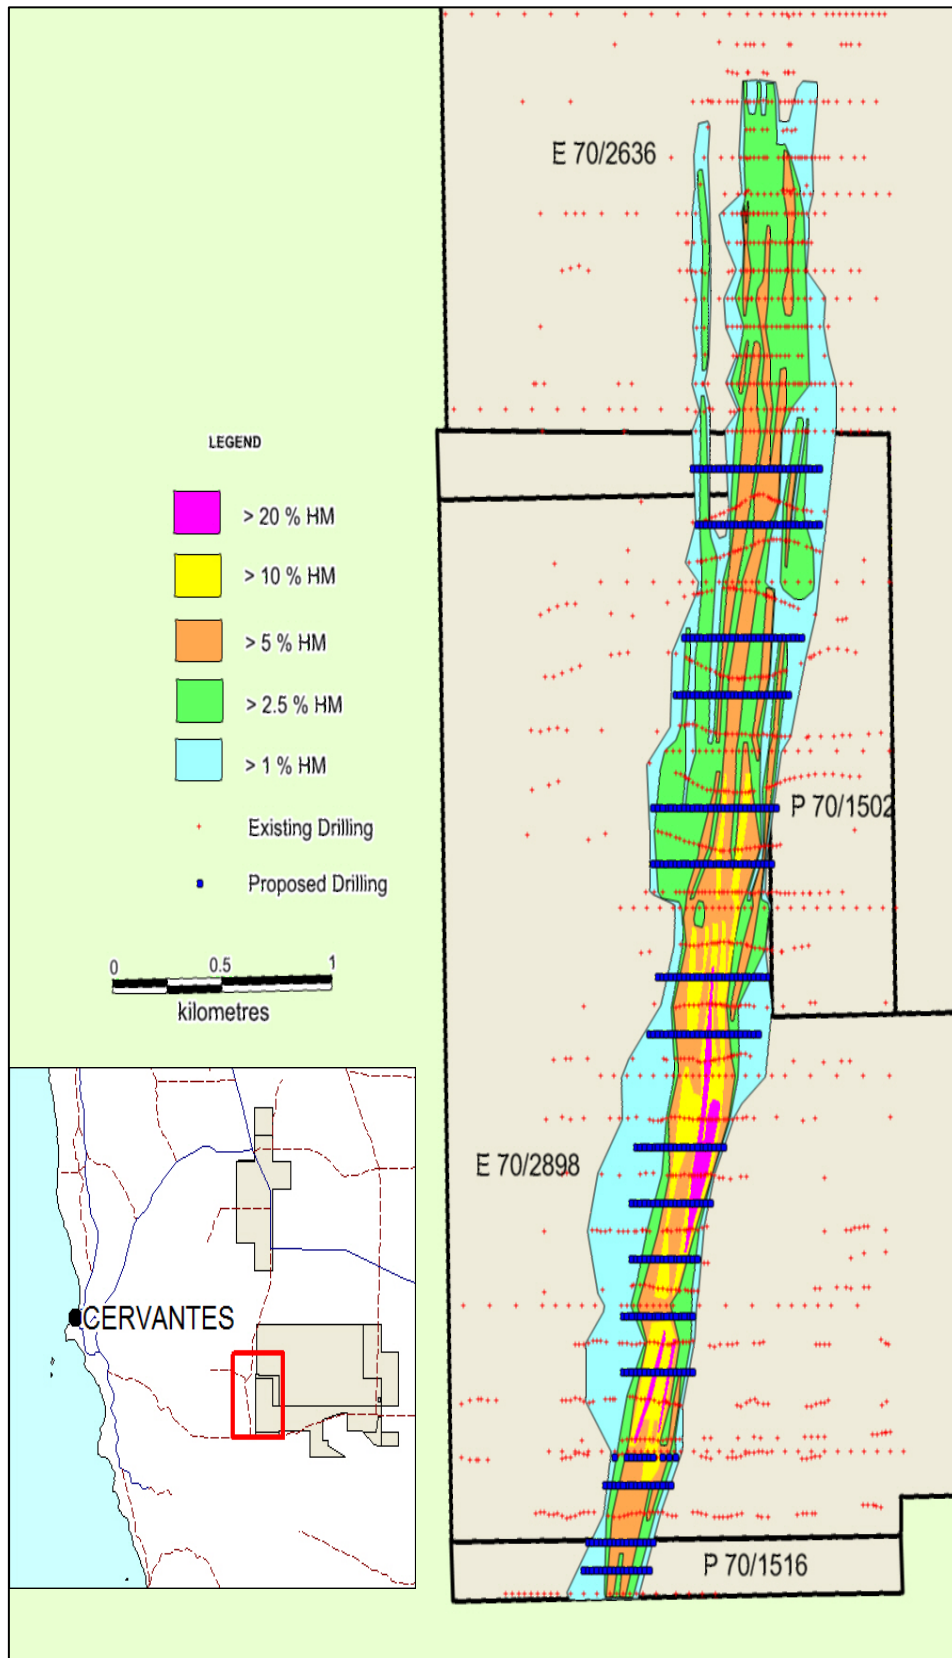 E 70/2636
LEGEND
> 20 % HM
> 10 % HM
> 5 % HM
> 2.5 % HM
> 1 % HM
Existing Drilling
Proposed Drilling
0 0.5 1
kilometres
P 70/1502
E 70/2898
CERVANTES
P 70/1516